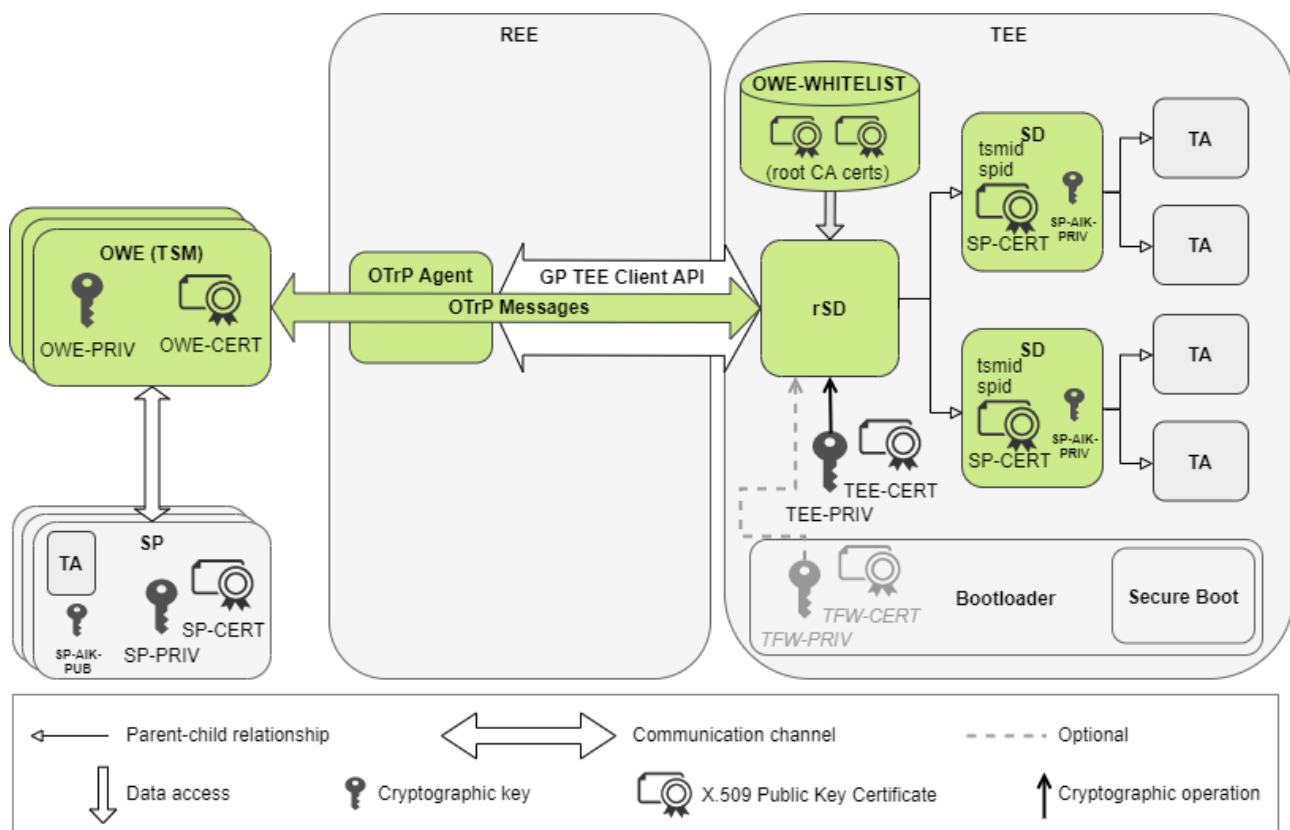 REE
TEE
OWE-WHITELIST
(root CA certs)
SD
tsmid
spid
SP-CERT
SP-AIK-
PRIV
TA
TA
OWE (TSM)
OWE-PRIV
OWE-CERT
OTrP Agent
GP TEE Client API
OTrP Messages
rSD
SD
tsmid
spid
SP-CERT
SP-AIK-
PRIV
TA
TA
TEE-CERT
TEE-PRIV
SP
TA
SP-CERT
SP-PRIV
SP-AIK-
PUB
Bootloader
Secure Boot
TFW-CERT
TFW-PRIV
Parent-child relationship
Communication channel
Optional
Data access
Cryptographic key
X.509 Public Key Certificate
Cryptographic operation